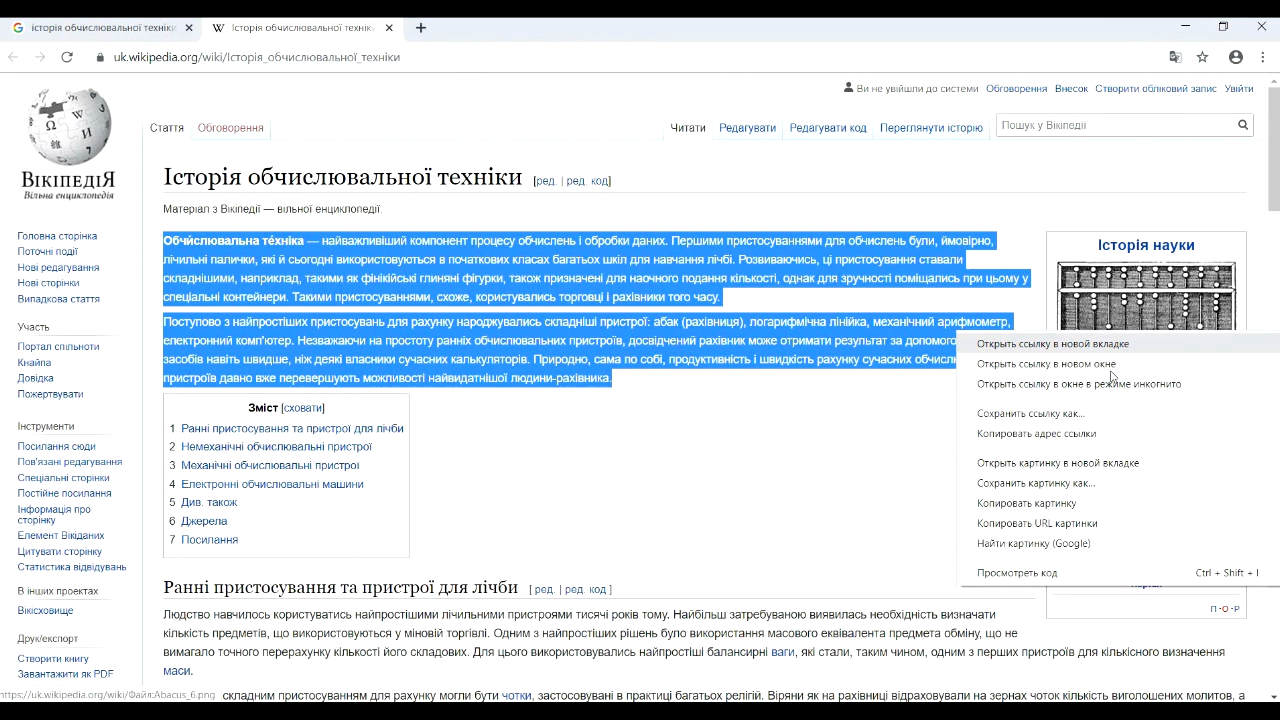 історія обчислювальної техніки
Історія обчислювальної технікі
uk.wikipedia.org/wiki/Історія_обчислювальної_техніки
Ви не увійшли до системи Обговорення Внесок Створити обліковий запис Увійти
Стаття Обговорення Читати Редагувати Редагувати код Переглянути історію Пошук у Вікіпедії
ВІКІПЕДІЯ
Вільна енциклопедія
Головна сторінка
Поточні події
Нові редагування
Нові сторінки
Випадкова стаття
Участь
Портал спільноти
Кнайпа
Довідка
Пожертвувати
Інструменти
Посилання сюди
Пов'язані редагування
Спеціальні сторінки
Постійне посилання
Інформація про
сторінку
Елемент Вікіданих
Цитувати сторінку
Статистика відвідувань
В інших проектах
Вікісховище
Друк/експорт
Створити книгу
Завантажити як PDF
Історія обчислювальної техніки [ред. | ред. код]
Матеріал з Вікіпедії — вільної енциклопедії.
Обчи́слювальна те́хніка — найважливіший компонент процесу обчислень і обробки даних. Першими пристосуваннями для обчислень були, ймовірно,
лічильні палички, які й сьогодні використовуються в початкових класах багатьох шкіл для навчання лічбі. Розвиваючись, ці пристосування ставали
складнішими, наприклад, такими як фінікійські глиняні фігурки, також призначені для наочного подання кількості, однак для зручності поміщались при цьому у
спеціальні контейнери. Такими пристосуваннями, схоже, користувались торговці і рахівники того часу.
Поступово з найпростіших пристосувань для рахунку народжувались складніші пристрої: абак (рахівниця), логарифмічна лінійка, механічний арифмометр,
електронний комп'ютер. Незважаючи на простоту ранніх обчислювальних пристроїв, досвідчений рахівник може отримати результат за допомого
засобів навіть швидше, ніж деякі власники сучасних калькуляторів. Природно, сама по собі, продуктивність і швидкість рахунку сучасних обчисл
пристроїв давно вже перевершують можливості найвидатнішої людини-рахівника.
Зміст [сховати]
1 Ранні пристосування та пристрої для лічби
2 Немеханічні обчислювальні пристрої
3 Механічні обчислювальні пристрої
4 Електронні обчислювальні машини
5 Див. також
6 Джерела
7 Посилання
Історія науки
Открыть ссылку в новой вкладке
Открыть ссылку в новом окне
Открыть ссылку в окне в режиме инкогнито
Сохранить ссылку как...
Копировать адрес ссылки
Открыть картинку в новой вкладке
Сохранить картинку как...
Копировать картинку
Копировать URL картинки
Найти картинку (Google)
Просмотреть код Ctrl + Shift + I
П · О · Р
Ранні пристосування та пристрої для лічби [ ред. | ред. код ]
Людство навчилось користуватись найпростішими лічильними пристроями тисячі років тому. Найбільш затребуваною виявилась необхідність визначати
кількість предметів, що використовуються у міновій торгівлі. Одним з найпростіших рішень було використання масового еквівалента предмета обміну, що не
вимагало точного перерахунку кількості його складових. Для цього використовувались найпростіші балансирні ваги, які стали, таким чином, одним з перших пристроїв для кількісного визначення
маси.
https://uk.wikipedia.org/wiki/Файл:Abacus_6.png
складним пристосуванням для рахунку могли бути чотки, застосовувані в практиці багатьох релігій. Віряни як на рахівниці відраховували на зернах чоток кількість виголошених молитов, а